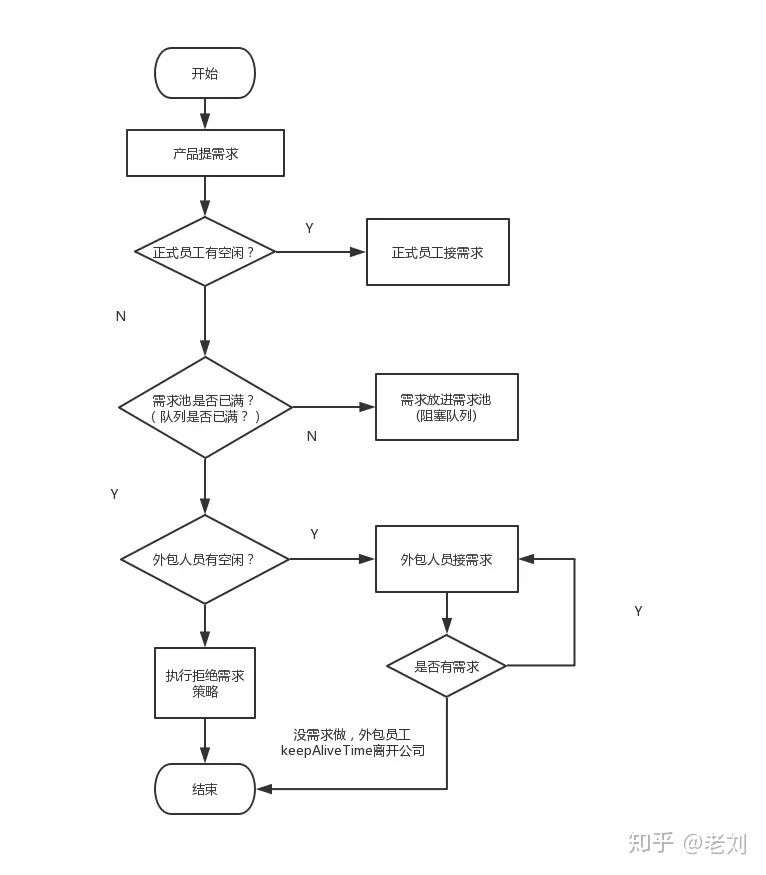 开始
产品提需求
正式员工有空闲？
Y
正式员工接需求
N
需求池是否已满？
（队列是否已满？）
N
需求放进需求池
(阻塞队列)
Y
外包人员有空闲？
Y
外包人员接需求
Y
是否有需求
执行拒绝需求
策略
没需求做，外包员工
keepAliveTime离开公司
结束
知乎 @老刘